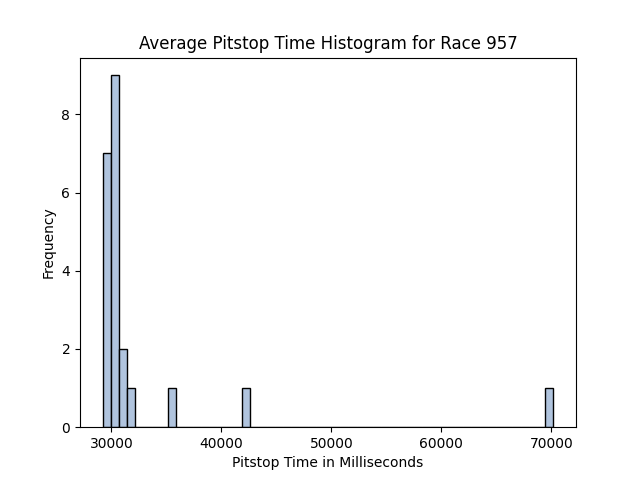 Average Pitstop Time Histogram for Race 957
8
6
4
2
0
Frequency
30000 40000 50000 60000 70000
Pitstop Time in Milliseconds